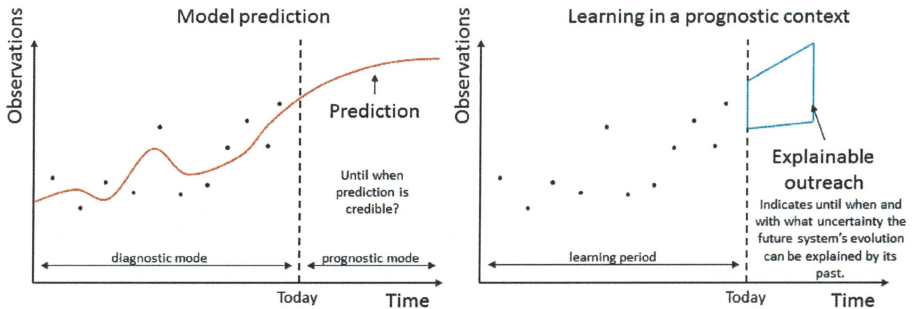 Model prediction
Observations
Prediction
Until when
prediction is
credible?
diagnostic mode
prognostic mode
Today
Time
Learning in a prognostic context
Observations
Explainable
outreach
Indicates until when and
with what uncertainty the
future system's evolution
can be explained by its
past.
learning period
Today
Time